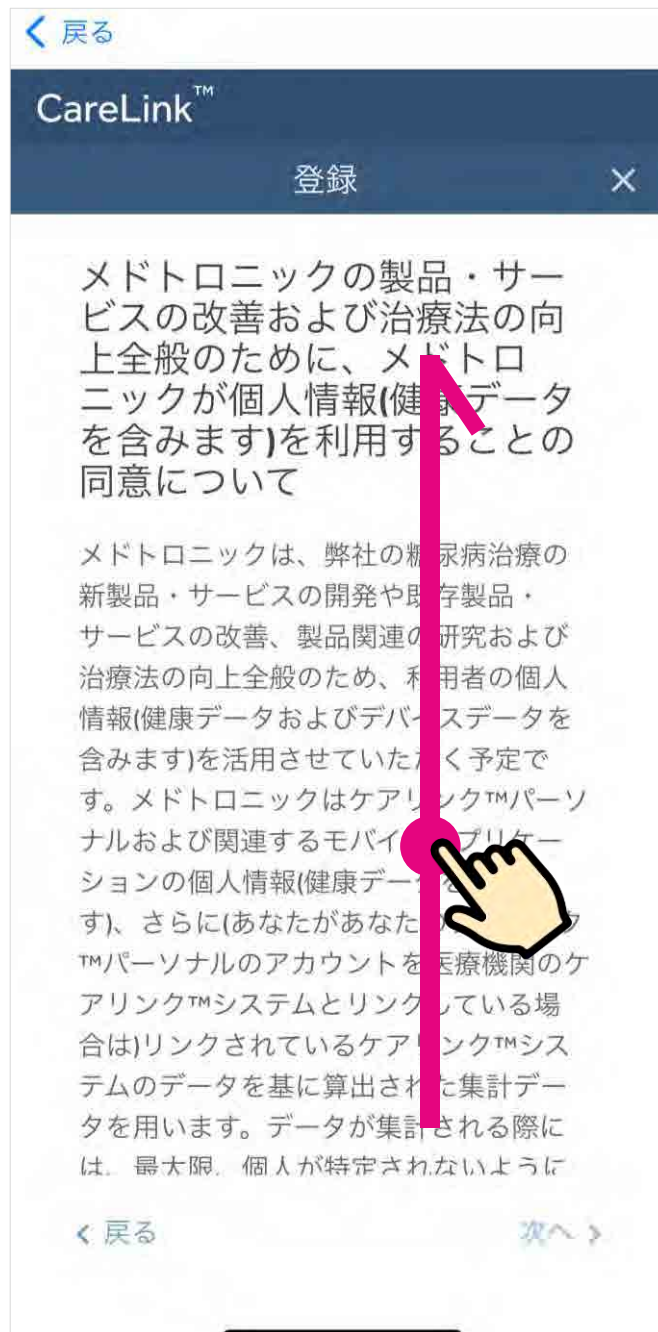 戻る
CareLink™
登録
メドトロニックの製品・サー
ビスの改善および治療法の向
上全般のために、メドトロ
ニックが個人情報(健康データ
を含みます)を利用することの
同意について
メドトロニックは、弊社の糖尿病治療の
新製品・サービスの開発や既存製品・
サービスの改善、製品関連の研究および
治療法の向上全般のため、利用者の個人
情報(健康データおよびデバイスデータを
含みます)を活用させていただく予定で
す。メドトロニックはケアリンク™パーソ
ナルおよび関連するモバイルアプリケー
ションの個人情報(健康データを
す)、さらに(あなたがあなた
™パーソナルのアカウントを医療機関のケ
アリンク™システムとリンクしている場
合は)リンクされているケアリンク™シス
テムのデータを基に算出された集計デー
タを用います。データが集計される際に
は、最大限、個人が特定されないように
戻る
次へ